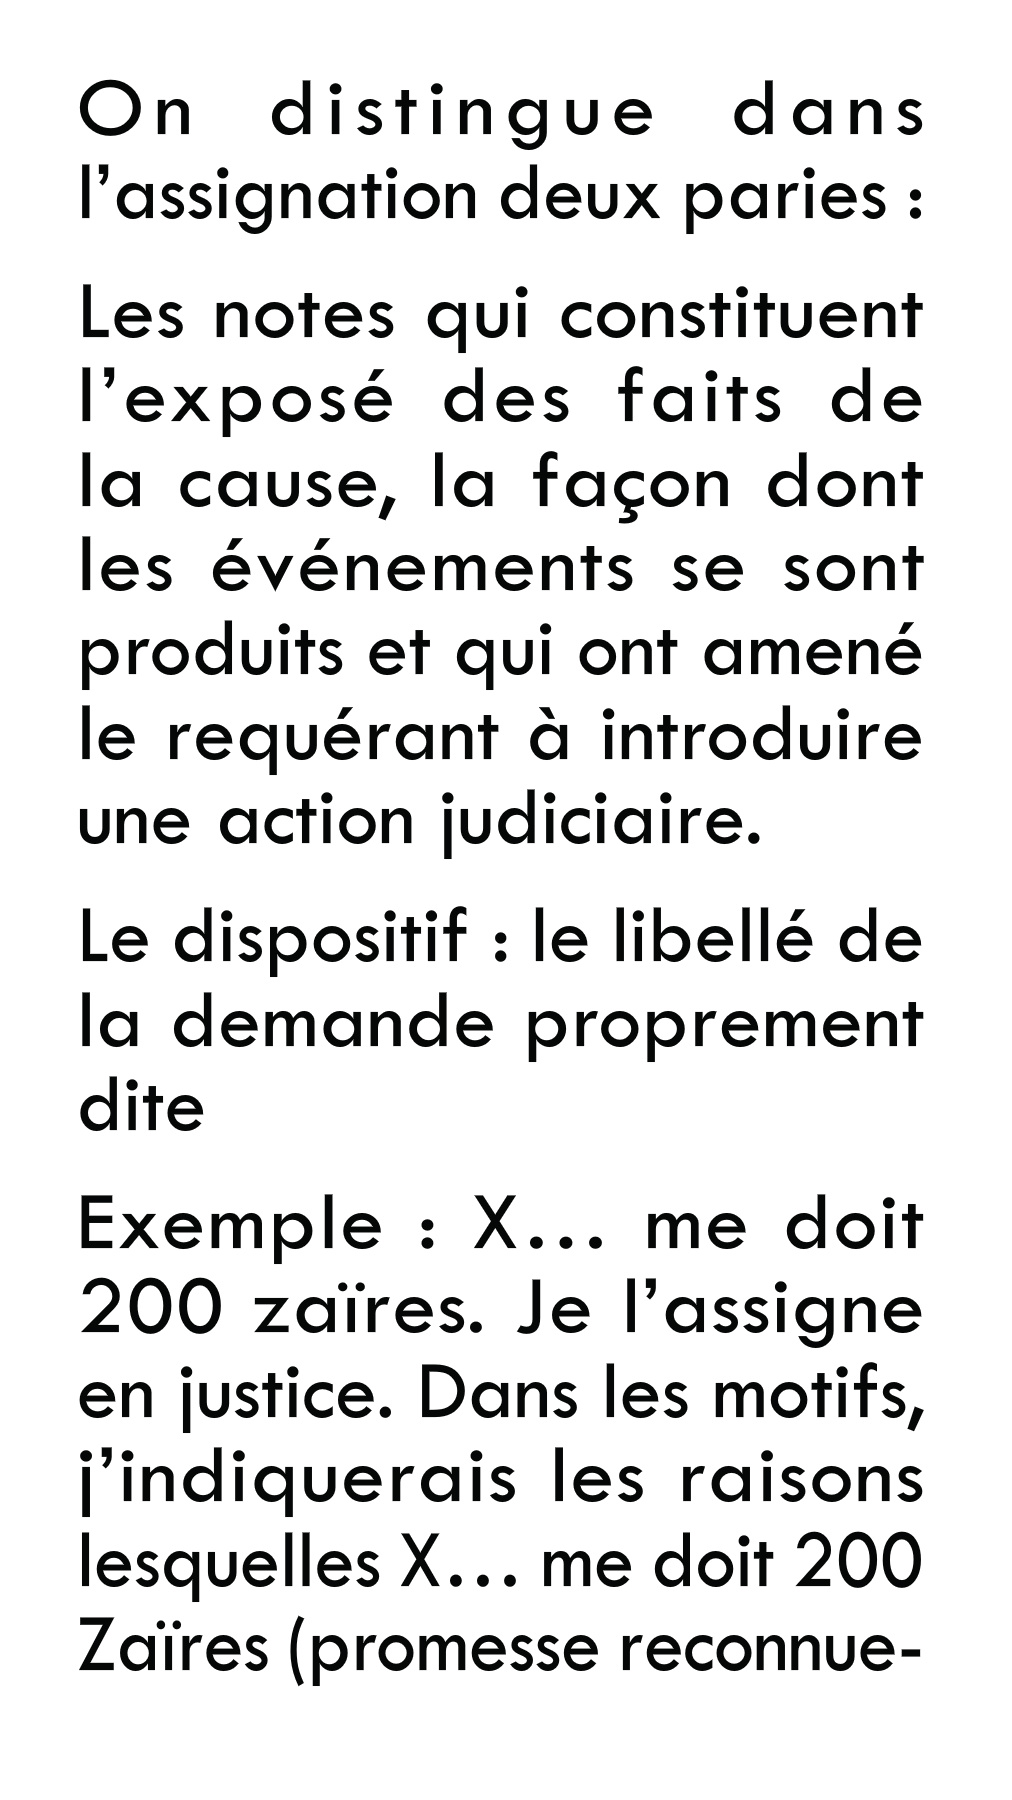 On distingue dans
l’assignation deux paries :
Les notes qui constituent
l’exposé des faits de
la cause, la façon dont
les événements se sont
produits et qui ont amené
le requérant à introduire
une action judiciaire.
Le dispositif : le libellé de
la demande proprement
dite
Exemple : X… me doit
200 zaïres. Je l’assigne
en justice. Dans les motifs,
j’indiquerais les raisons
lesquelles X… me doit 200
Zaïres (promesse reconnue-